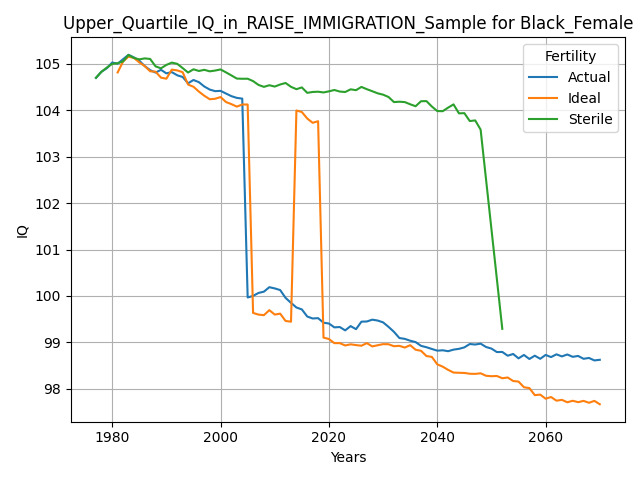 Upper_Quartile_IQ_in_RAISE_IMMIGRATION_Sample for Black_Female
Fertility
Actual
Ideal
Sterile
105
104
103
102
101
100
99
98
IQ
1980
2000
2020
2040
2060
Years